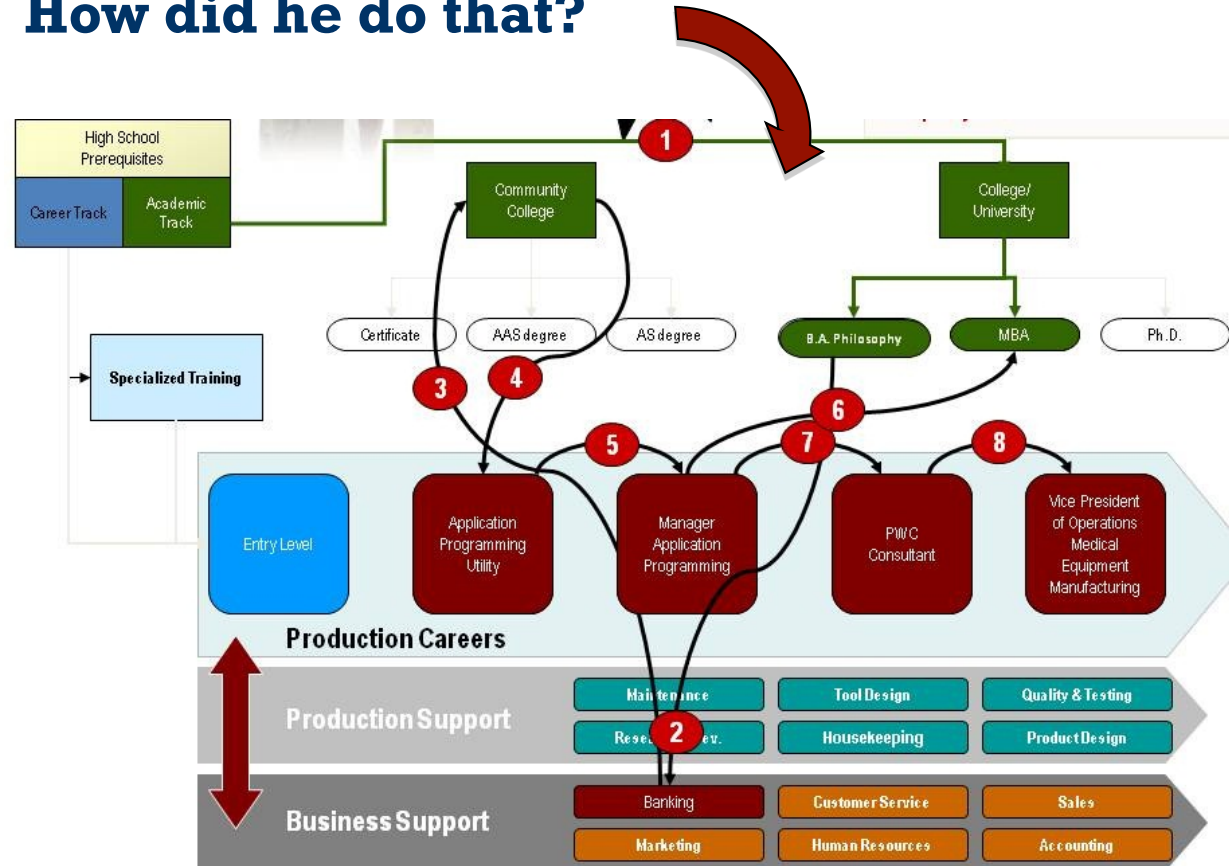 How did he do that?
High School
Prerequisites
Career Track
Academic
Track
1
Community
College
College/
University
Certificate
AAS degree
AS degree
B.A. Philosophy
MBA
Ph.D.
Specialized Training
3
4
6
5
7
8
Entry Level
Application
Programming
Utility
Manager
Application
Programming
PWC
Consultant
Vice President
of Operations
Medical
Equipment
Manufacturing
Production Careers
Production Support
Maintenance
Tool Design
Quality & Testing
2
Housekeeping
Product Design
Business Support
Banking
Customer Service
Sales
Marketing
Human Resources
Accounting